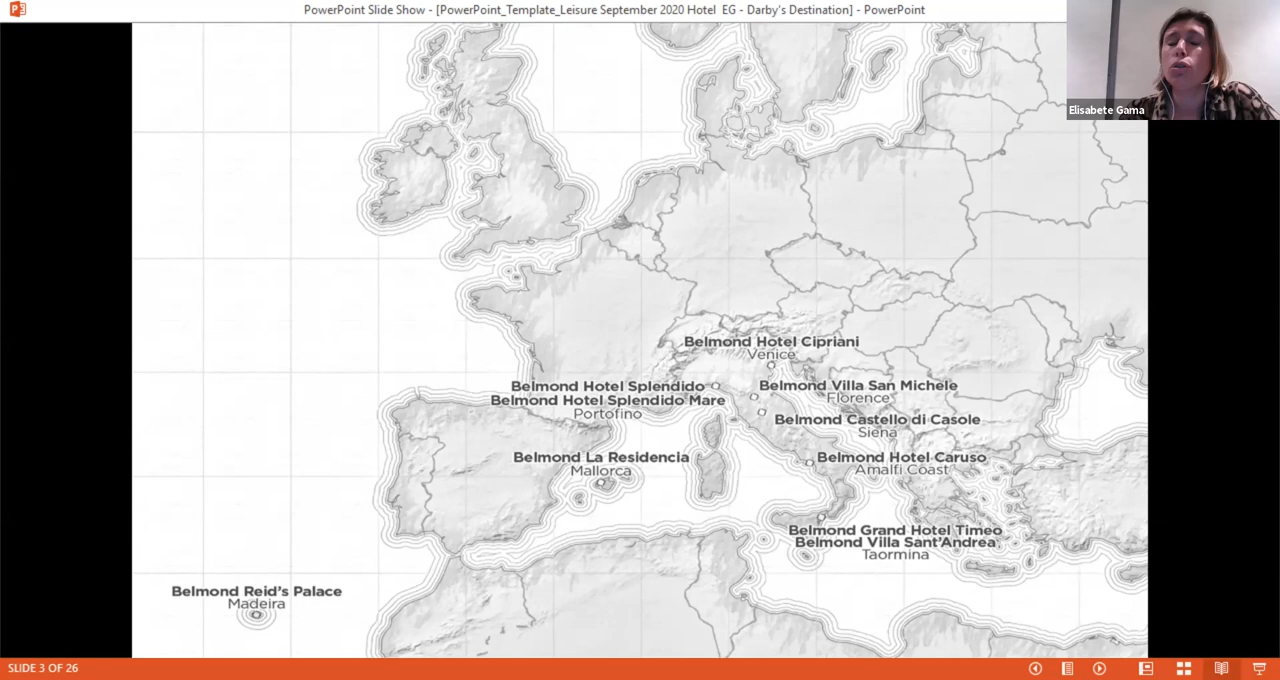 PowerPoint Slide Show - [PowerPoint_Template_Leisure September 2020 Hotel EG - Darby's Destination] - PowerPoint
Elisabete Gama
Belmond Hotel Cipriani
Venice
Belmond Hotel Splendido
Belmond Hotel Splendido Mare
Portofino
Belmond Villa San Michele
Florence
Belmond Castello di Casole
Siena
Belmond La Residencia
Mallorca
Belmond Hotel Caruso
Amalfi Coast
Belmond Grand Hotel Timeo
Belmond Villa Sant'Andrea
Taormina
Belmond Reid's Palace
Madeira
SLIDE 3 OF 26